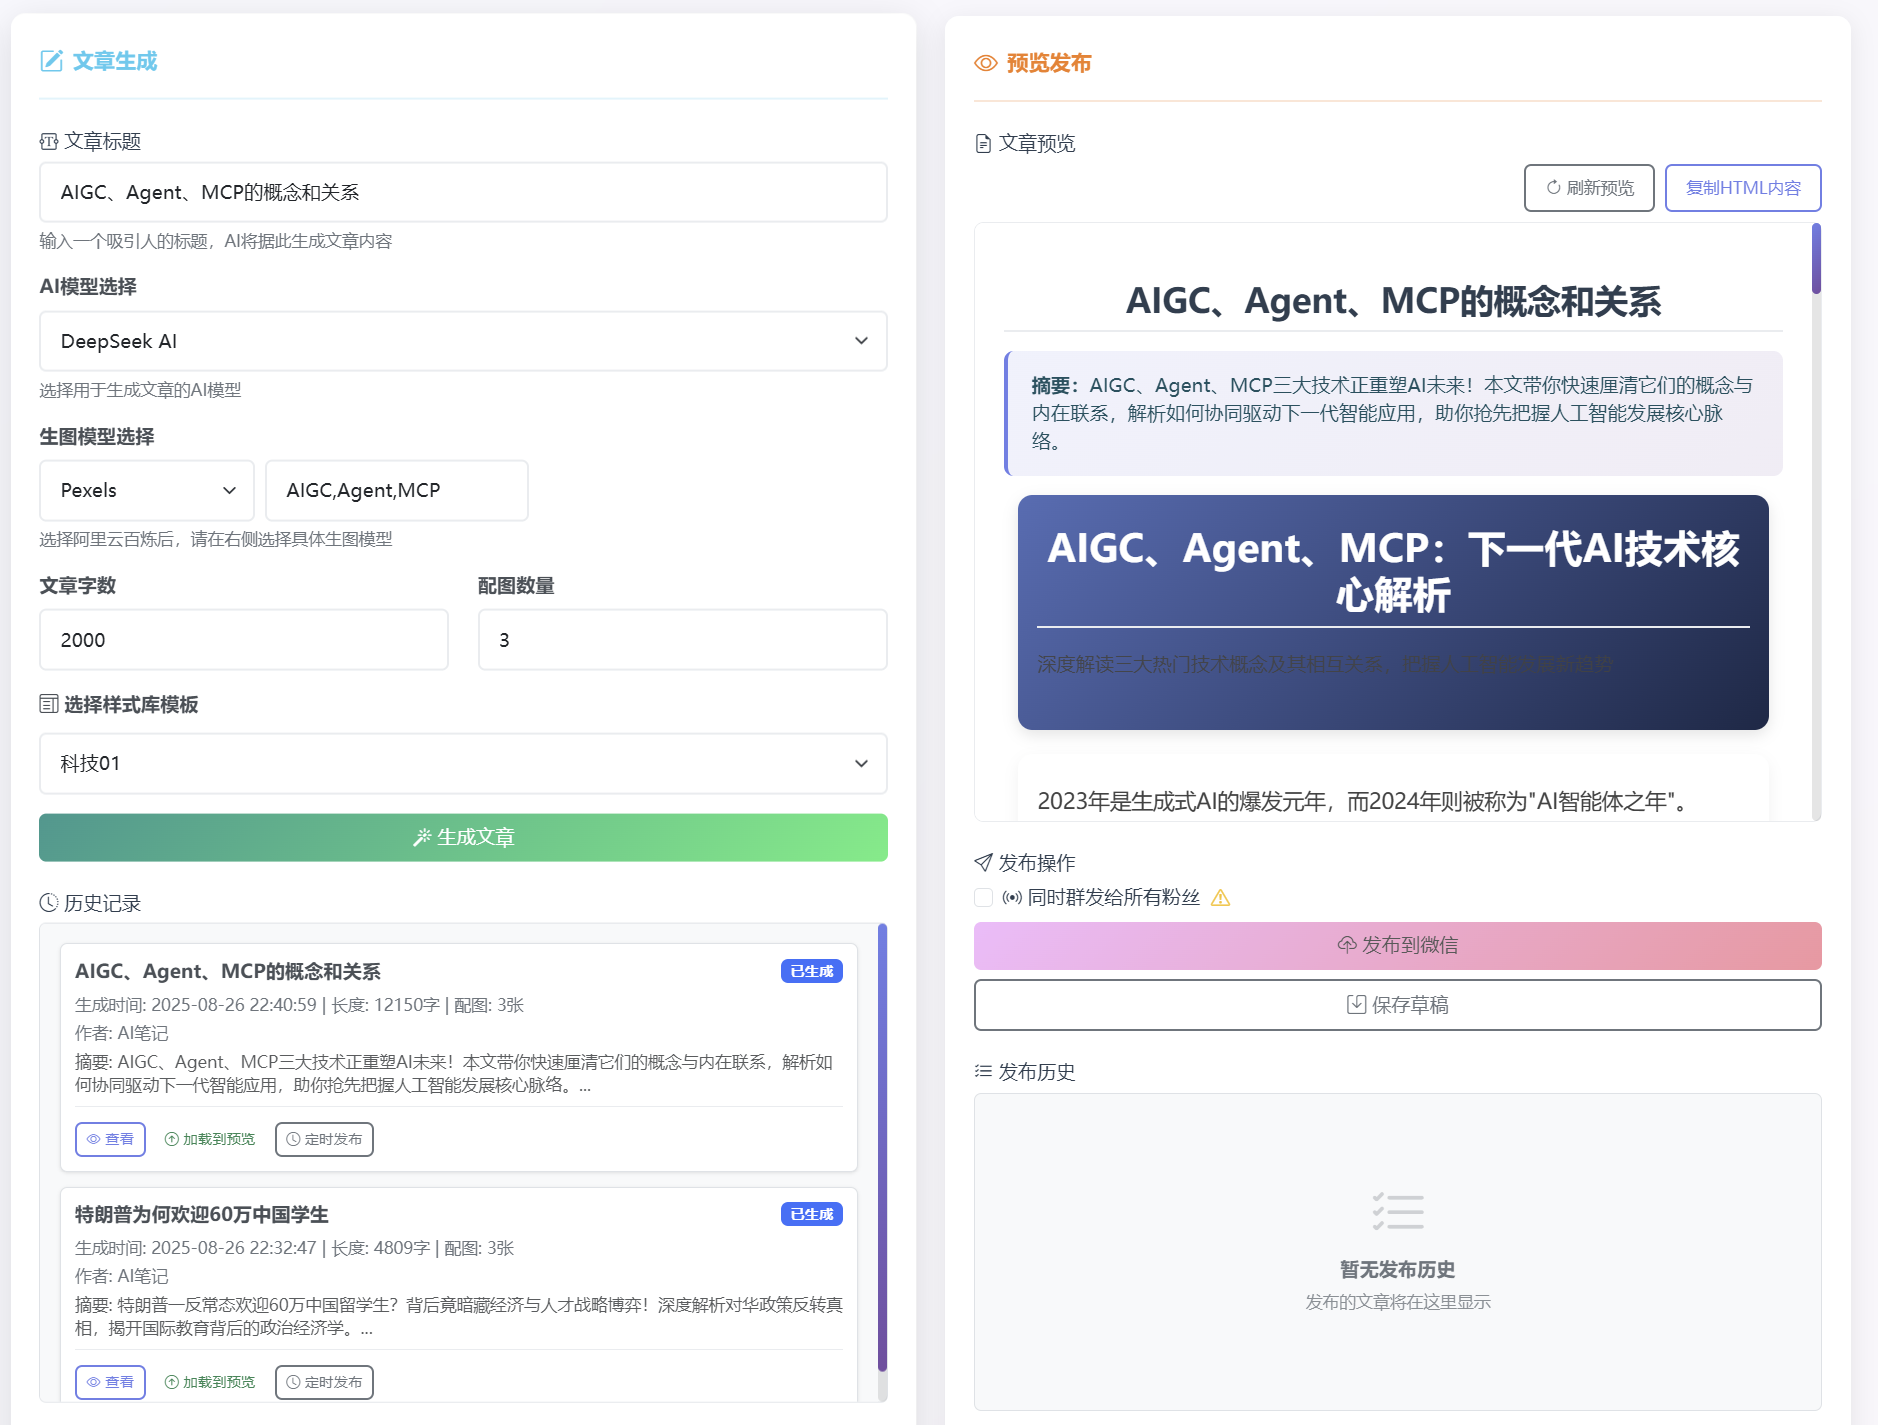 文章生成
文章标题
AIGC、Agent、MCP的概念和关系
输入一个吸引人的标题，AI将据此生成文章内容
AI模型选择
DeepSeek AI
选择用于生成文章的AI模型
生图模型选择
Pexels
AIGC,Agent,MCP
选择阿里云百炼后，请在右侧选择具体生图模型
文章字数
配图数量
2000
3
选择样式库模板
科技01
生成文章
历史记录
AIGC、Agent、MCP的概念和关系
已生成
生成时间: 2025-08-26 22:40:59 | 长度: 12150字 | 配图: 3张
作者: AI笔记
摘要: AIGC、Agent、MCP三大技术正重塑AI未来！本文带你快速厘清它们的概念与内在联系，解析如
何协同驱动下一代智能应用，助你抢先把握人工智能发展核心脉络。...
查看
加载到预览
定时发布
特朗普为何欢迎60万中国学生
已生成
生成时间: 2025-08-26 22:32:47 | 长度: 4809字 | 配图: 3张
作者: AI笔记
摘要: 特朗普一反常态欢迎60万中国留学生？背后竟暗藏经济与人才战略博弈！深度解析对华政策反转真
相，揭开国际教育背后的政治经济学。...
查看
加载到预览
定时发布
预览发布
文章预览
刷新预览
复制HTML内容
AIGC、Agent、MCP的概念和关系
摘要：AIGC、Agent、MCP三大技术正重塑AI未来！本文带你快速厘清它们的概念与
内在联系，解析如何协同驱动下一代智能应用，助你抢先把握人工智能发展核心脉
络。
AIGC、Agent、MCP：下一代AI技术核
心解析
深度解读三大热门技术概念及其相互关系，把握人工智能发展新趋势
2023年是生成式AI的爆发元年，而2024年则被称为"AI智能体之年"。
发布操作
同时群发给所有粉丝
发布到微信
保存草稿
发布历史
暂无发布历史
发布的文章将在这里显示